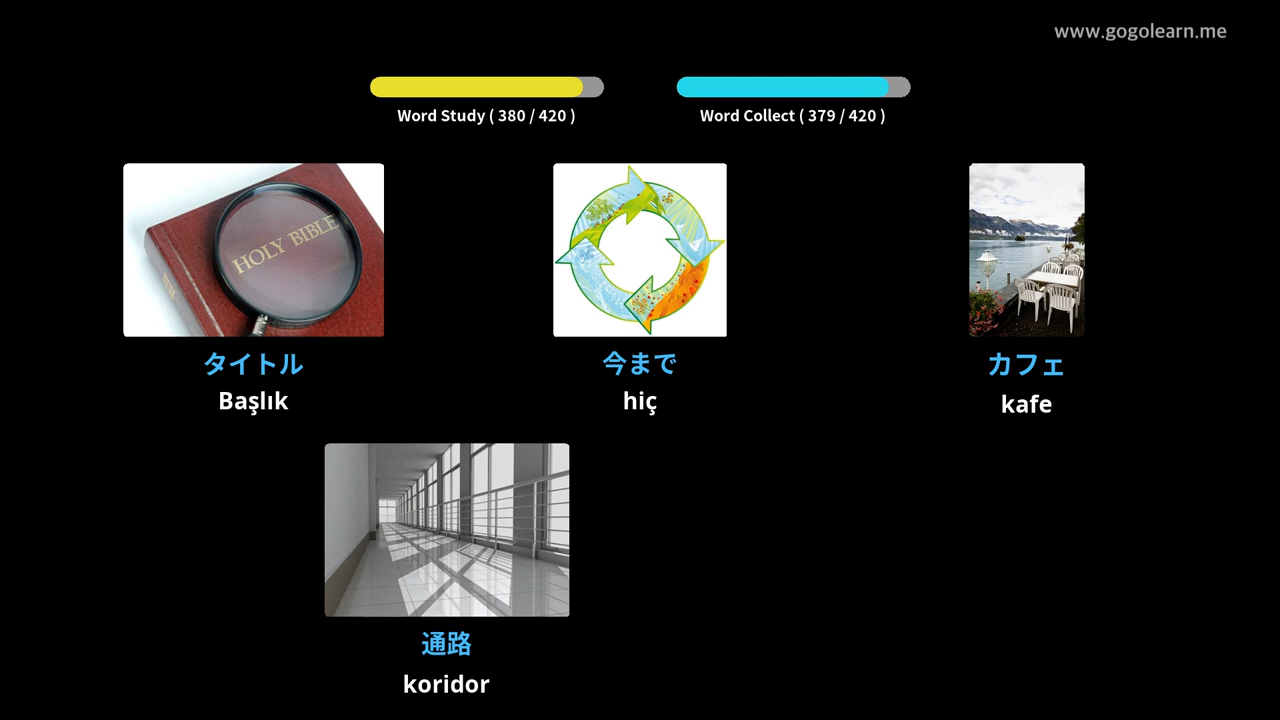 www.gogolearn.me
Word Study ( 380 / 420 )
Word Collect ( 379 / 420 )
HOLY BIBLE
タイトル
Başlık
今まで
hiç
カフェ
kafe
通路
koridor